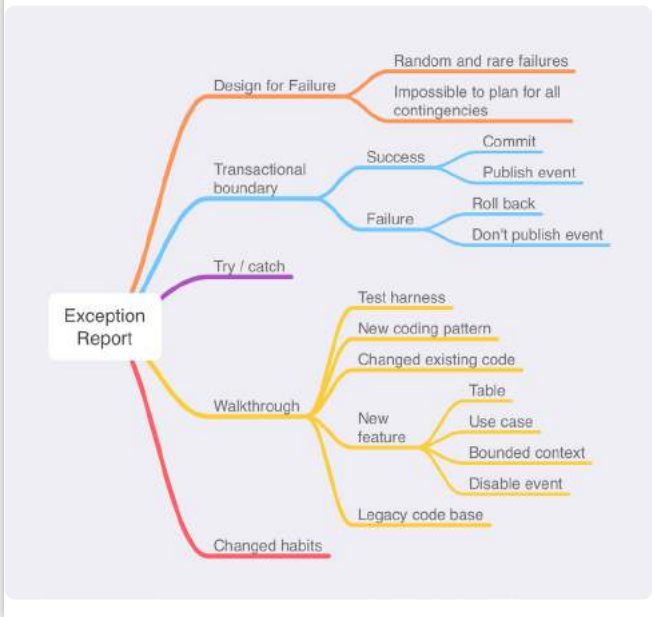 Random and rare failures
Design for Failure
Impossible to plan for all
contingencies
Commit
Success
Transactional
boundary
Publish event
Roll back
Failure
Don't publish event
Try / catch
Exception
Report
Test harness
New coding pattern
Changed existing code
Table
Walkthrough
New
feature
Use case
Bounded context
Disable event
Legacy code base
Changed habits